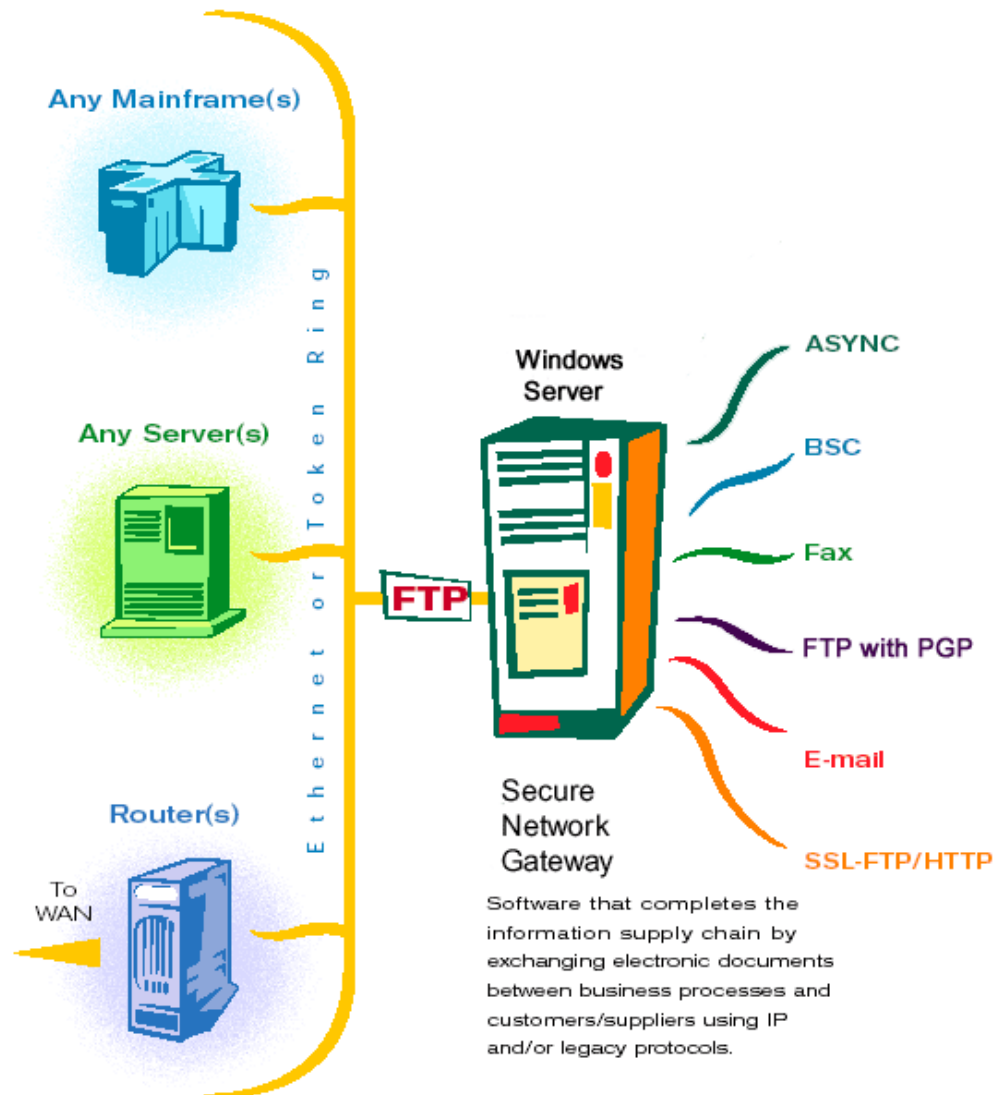 Any Mainframe(s)
Any Server(s)
Router(s)
To
WAN
Ethernet or Token Ring
FTP
Windows
Server
Secure
Network
Gateway
Software that completes the
information supply chain by
exchanging electronic documents
between business processes and
customers/suppliers using IP
and/or legacy protocols.
ASYNC
BSC
Fax
FTP with PGP
E-mail
SSL-FTP/HTTP